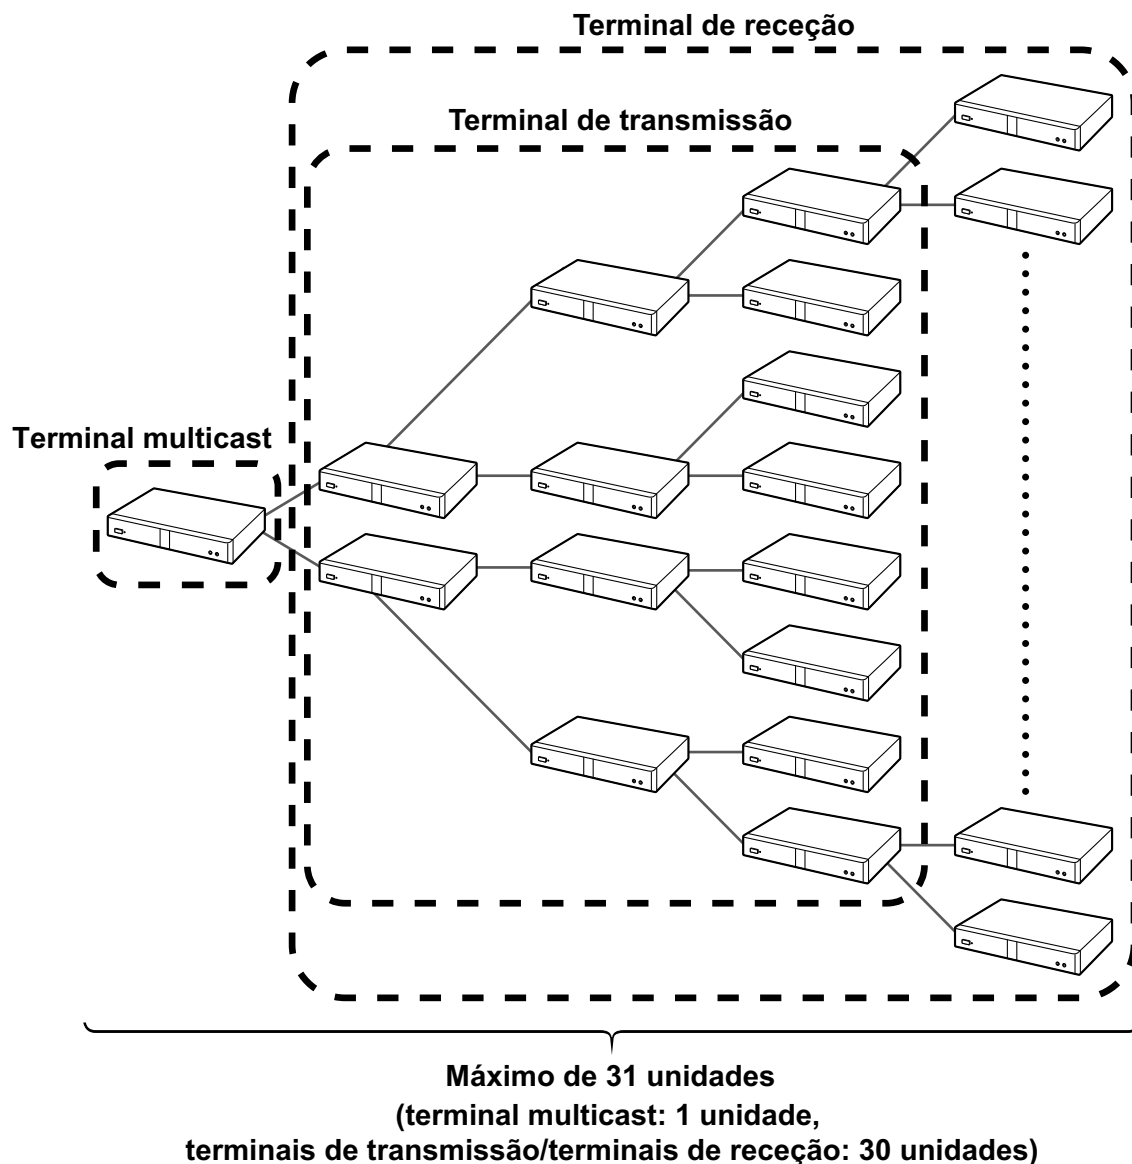 Terminal de receção
Terminal de transmissão
Terminal multicast
Máximo de 31 unidades
(terminal multicast: 1 unidade,
terminais de transmissão/terminais de receção: 30 unidades)